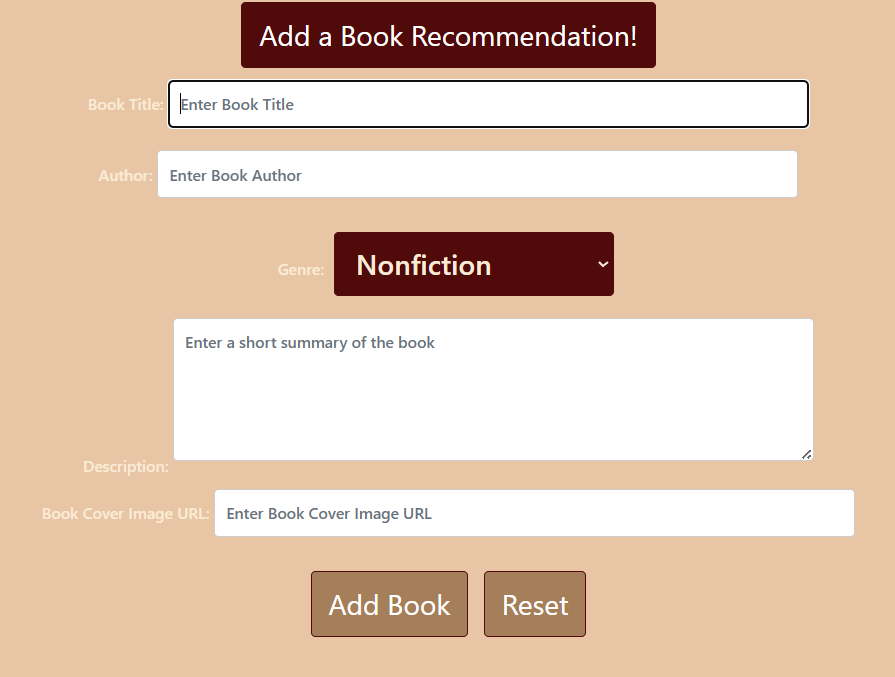 Add a Book Recommendation!
Book Title: Enter Book Title
Author: Enter Book Author
Genre: Nonfiction
Enter a short summary of the book
Description:
Book Cover Image URL: Enter Book Cover Image URL
Add Book Reset